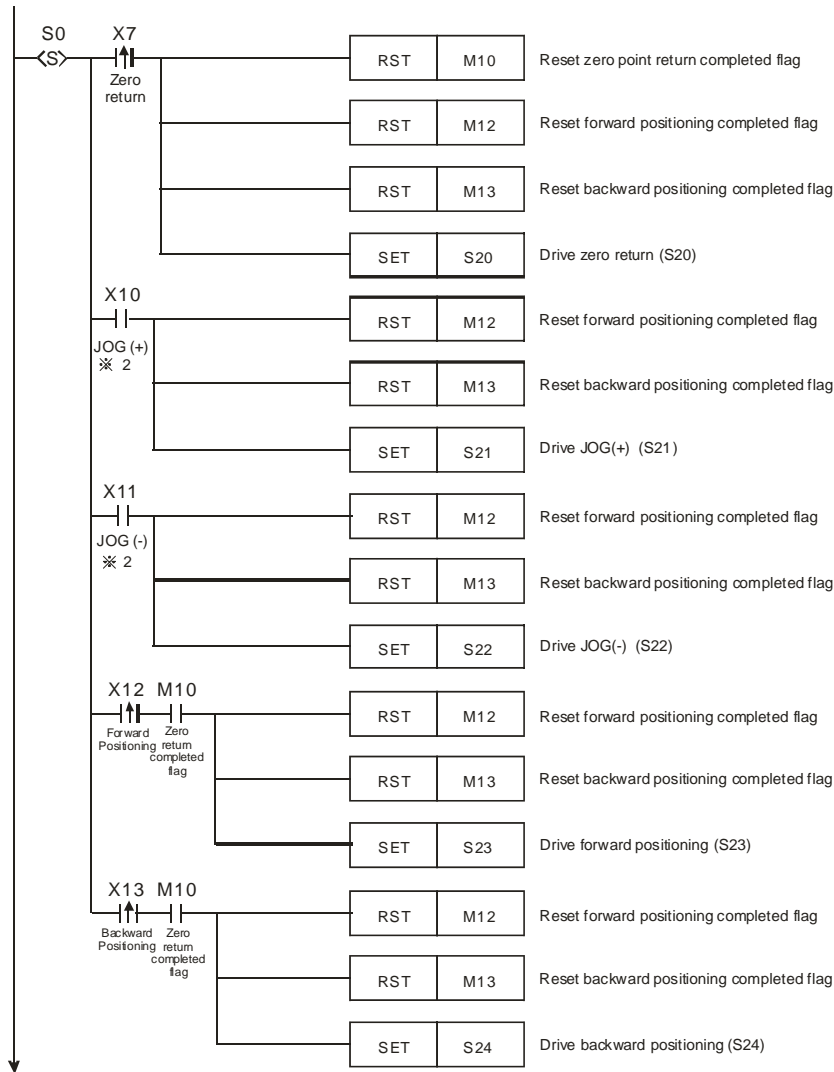 S0 X7
S
Zero
return
RST M10 Reset zero point return completed flag
RST M12 Reset forward positioning completed flag
RST M13 Reset backward positioning completed flag
SET S20 Drive zero return (S20)
X10
JOG (+)
※ 2
RST M12 Reset forward positioning completed flag
RST M13 Reset backward positioning completed flag
SET S21 Drive JOG(+) (S21)
X11
JOG (-)
※ 2
RST M12 Reset forward positioning completed flag
RST M13 Reset backward positioning completed flag
SET S22 Drive JOG(-) (S22)
X12 M10
Forward
Positioning
Zero
return
completed
flag
RST M12 Reset forward positioning completed flag
RST M13 Reset backward positioning completed flag
SET S23 Drive forward positioning (S23)
X13 M10
Backward
Positioning
Zero
return
completed
flag
RST M12 Reset forward positioning completed flag
RST M13 Reset backward positioning completed flag
SET S24 Drive backward positioning (S24)